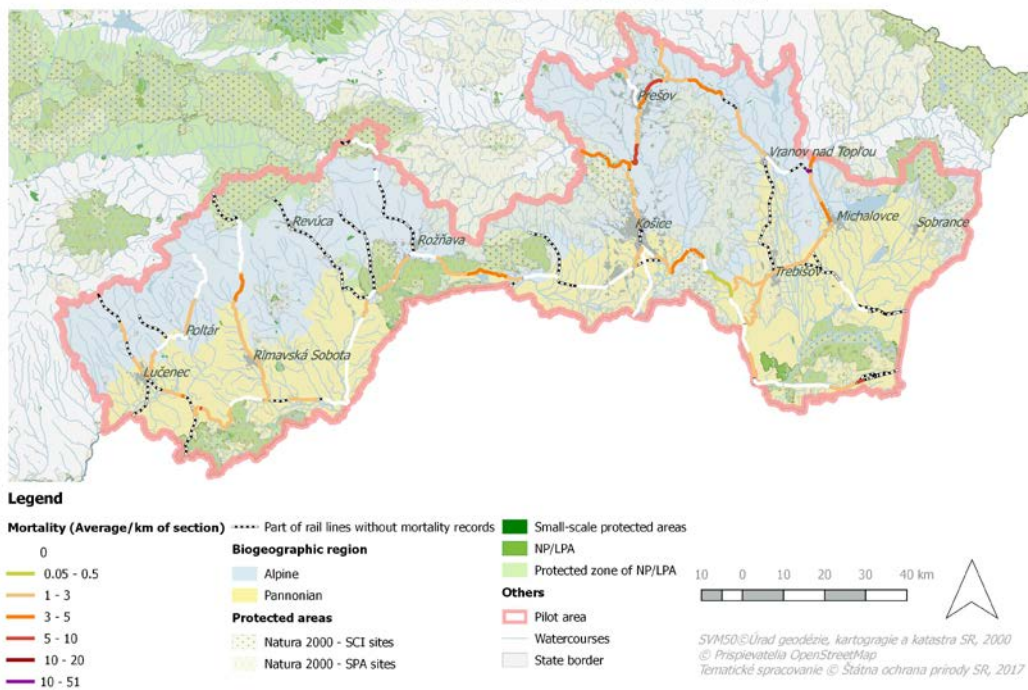 Prešov
Vranov nad Topľou
Michalovce
Sobrance
Košice
Trebišov
Revúca
Rožňava
Poltár
Rimavská Sobota
Lučenec
Legend
Mortality (Average/km of section)
0
0.05 - 0.5
1 - 3
3 - 5
5 - 10
10 - 20
10 - 51
Part of rail lines without mortality records
Biogeographic region
Alpine
Pannonian
Protected areas
Natura 2000 - SCI sites
Natura 2000 - SPA sites
Small-scale protected areas
NP/LPA
Protected zone of NP/LPA
Others
Pilot area
Watercourses
State border
10 0 10 20 30 40 km
SVM50©Úrad geodézie, kartogragie a katastra SR, 2000
© Prispievatelia OpenStreetMap
Tematické spracovanie © Štátna ochrana prírody SR, 2017